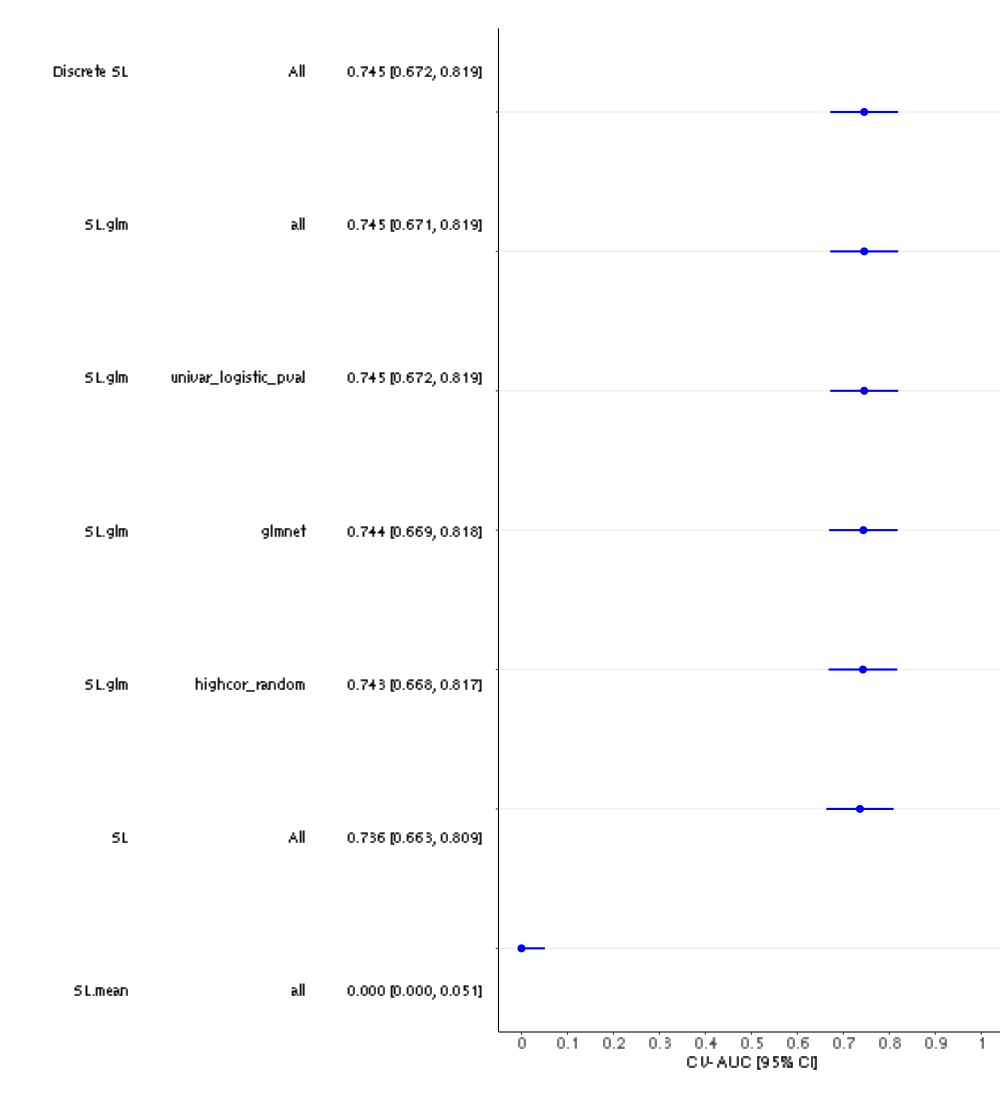 Discrete SL All 0.745 [0.672, 0.819]
SL.glm all 0.745 [0.671, 0.819]
SL.glm univar_logistic_pval 0.745 [0.672, 0.819]
SL.glm glmnet 0.744 [0.669, 0.818]
SL.glm highcor_random 0.743 [0.668, 0.817]
SL All 0.736 [0.663, 0.809]
SL.mean all 0.000 [0.000, 0.051]
0 0.1 0.2 0.3 0.4 0.5 0.6 0.7 0.8 0.9 1
CV-AUC [95% CI]